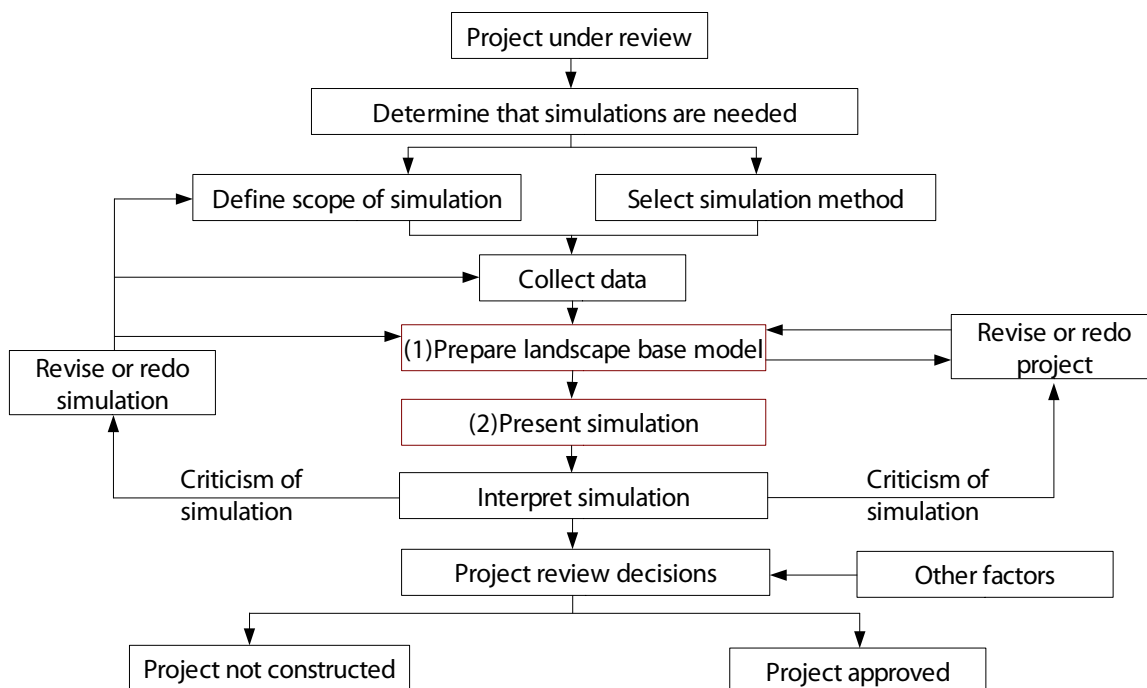 Project under review
Determine that simulations are needed
Define scope of simulation
Select simulation method
Collect data
(1)Prepare landscape base model
Revise or redo
project
Revise or redo
simulation
(2)Present simulation
Criticism of
simulation
Interpret simulation
Criticism of
simulation
Project review decisions
Other factors
Project not constructed
Project approved